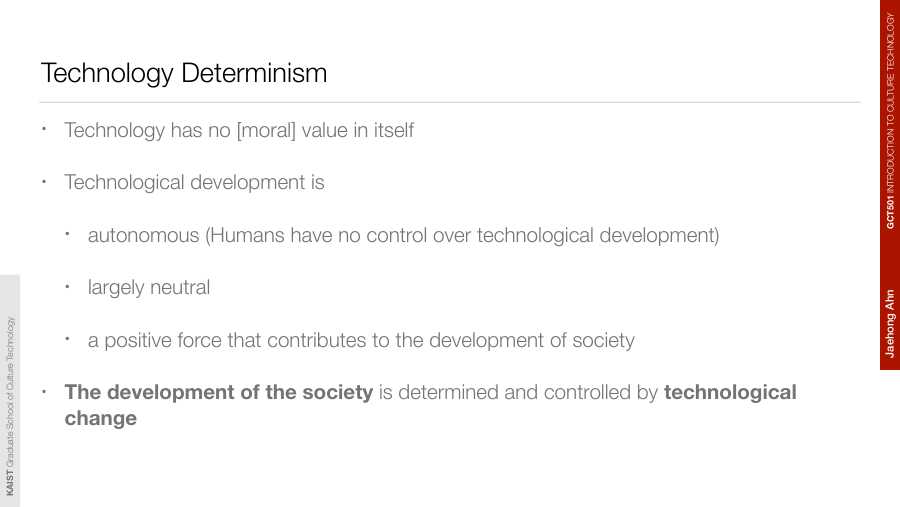 Technology Determinism
• Technology has no [moral] value in itself
• Technological development is
• autonomous (Humans have no control over technological development)
• largely neutral
• a positive force that contributes to the development of society
• The development of the society is determined and controlled by technological
change
KAIST Graduate School of Culture Technology
GCT501 INTRODUCTION TO CULTURE TECHNOLOGY
Jaehong Ahn